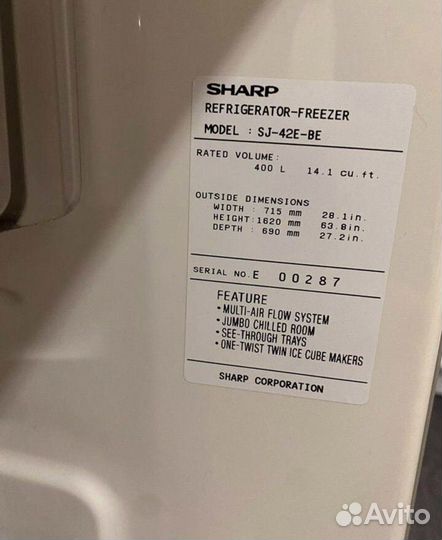 SHARP
REFRIGERATOR-FREEZER
MODEL : SJ-42E-BE
RATED VOLUME:
400 L 14.1 cu.ft.
OUTSIDE DIMENSIONS
WIDTH : 715 mm 28.1in.
HEIGHT:1620 mm 63.8in.
DEPTH : 690 mm 27.2in.
SERIAL NO. E 00287
FEATURE
• MULTI-AIR FLOW SYSTEM
• JUMBO CHILLED ROOM
• SEE-THROUGH TRAYS
• ONE-TWIST TWIN ICE CUBE MAKERS
SHARP CORPORATION
Avito